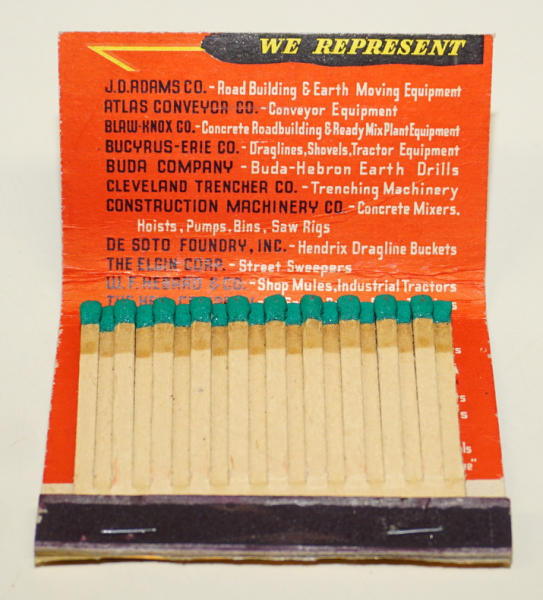 WE REPRESENT
J.D. ADAMS CO. - Road Building & Earth Moving Equipment
ATLAS CONVEYOR CO. - Conveyor Equipment
BLAW-KNOX CO. - Concrete Roadbuilding & Ready Mix Plant Equipment
BUCYRUS-ERIE CO. - Draglines, Shovels, Tractor Equipment
BUDA COMPANY - Buda-Hebron Earth Drills
CLEVELAND TRENCHER CO. - Trenching Machinery
CONSTRUCTION MACHINERY CO - Concrete Mixers,
Hoists, Pumps, Bins, Saw Rigs
DE SOTO FOUNDRY, INC. - Hendrix Dragline Buckets
THE ELGIN CORP. - Street Sweepers
W.F. HEBARD & CO. - Shop Mules, Industrial Tractors